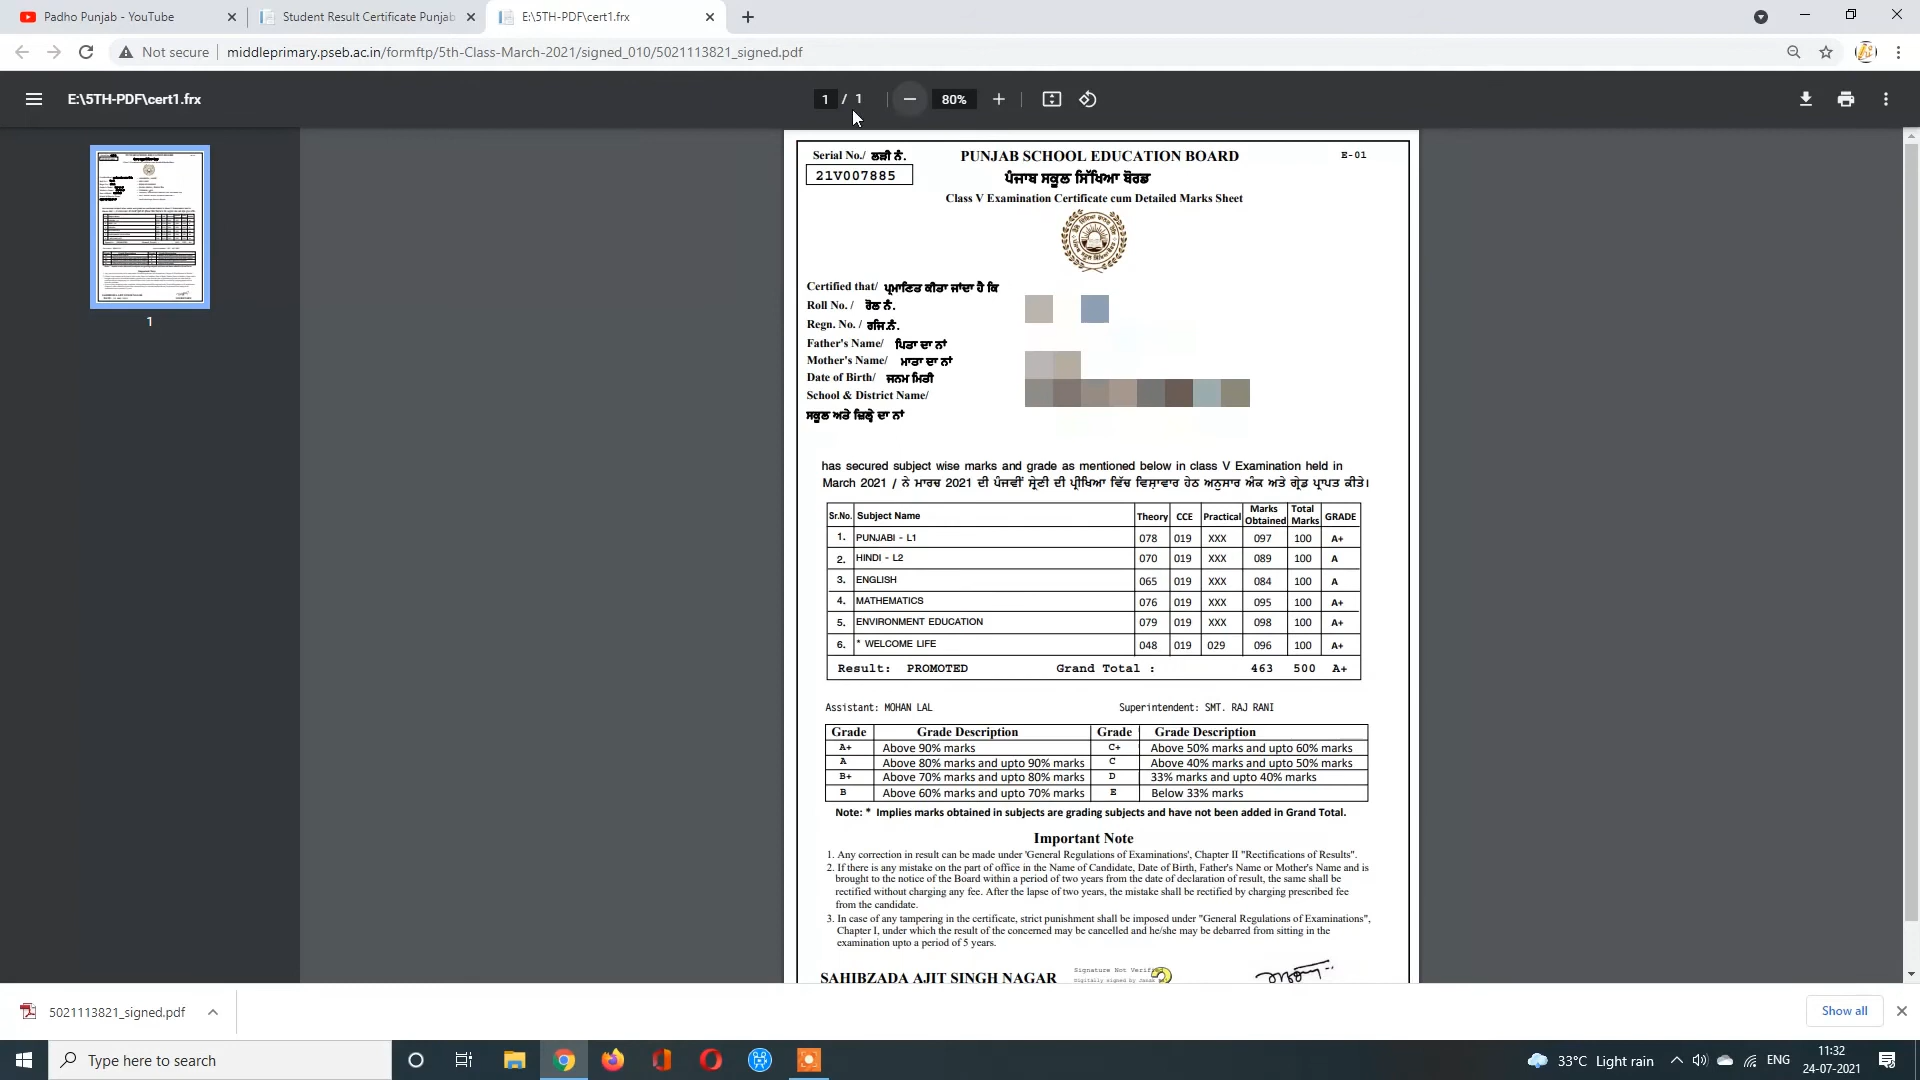 Padho Punjab - YouTube
Student Result Certificate Punjab
E:\5TH-PDF\cert1.frx
Not secure
middleprimary.pseb.ac.in/formftp/5th-Class-March-2021/signed_010/5021113821_signed.pdf
E:\5TH-PDF\cert1.frx
1 / 1
80%
1
Serial No./ ਲੜੀ ਨੰ.
21V007885
PUNJAB SCHOOL EDUCATION BOARD
E-01
ਪੰਜਾਬ ਸਕੂਲ ਸਿੱਖਿਆ ਬੋਰਡ
Class V Examination Certificate cum Detailed Marks Sheet
Certified that/ ਪ੍ਰਮਾਣਿਤ ਕੀਤਾ ਜਾਂਦਾ ਹੈ ਕਿ
Roll No. / ਰੋਲ ਨੰ.
Regn. No. / ਰਜਿ.ਨੰ.
Father's Name/ ਪਿਤਾ ਦਾ ਨਾਂ
Mother's Name/ ਮਾਤਾ ਦਾ ਨਾਂ
Date of Birth/ ਜਨਮ ਮਿਤੀ
School & District Name/
ਸਕੂਲ ਅਤੇ ਜ਼ਿਲ੍ਹੇ ਦਾ ਨਾਂ
has secured subject wise marks and grade as mentioned below in class V Examination held in
March 2021 / ਨੇ ਮਾਰਚ 2021 ਦੀ ਪੰਜਵੀਂ ਸ਼੍ਰੇਣੀ ਦੀ ਪ੍ਰੀਖਿਆ ਵਿੱਚ ਵਿਸ਼ਾਵਾਰ ਹੇਠ ਅਨੁਸਾਰ ਅੰਕ ਅਤੇ ਗ੍ਰੇਡ ਪ੍ਰਾਪਤ ਕੀਤੇ।
Sr.No. Subject Name Theory CCE Practical Marks Obtained Total Marks GRADE
1. PUNJABI - L1 078 019 XXX 097 100 A+
2. HINDI - L2 070 019 XXX 089 100 A
3. ENGLISH 065 019 XXX 084 100 A
4. MATHEMATICS 076 019 XXX 095 100 A+
5. ENVIRONMENT EDUCATION 079 019 XXX 098 100 A+
6. * WELCOME LIFE 048 019 029 096 100 A+
Result: PROMOTED Grand Total : 463 500 A+
Assistant: MOHAN LAL Superintendent: SMT. RAJ RANI
Grade Grade Description Grade Grade Description
A+ Above 90% marks C+ Above 50% marks and upto 60% marks
A Above 80% marks and upto 90% marks C Above 40% marks and upto 50% marks
B+ Above 70% marks and upto 80% marks D 33% marks and upto 40% marks
B Above 60% marks and upto 70% marks E Below 33% marks
Note: * Implies marks obtained in subjects are grading subjects and have not been added in Grand Total.
Important Note
1. Any correction in result can be made under 'General Regulations of Examinations', Chapter II "Rectifications of Results".
2. If there is any mistake on the part of office in the Name of Candidate, Date of Birth, Father's Name or Mother's Name and is
brought to the notice of the Board within a period of two years from the date of declaration of result, the same shall be
rectified without charging any fee. After the lapse of two years, the mistake shall be rectified by charging prescribed fee
from the candidate.
3. In case of any tampering in the certificate, strict punishment shall be imposed under "General Regulations of Examinations",
Chapter I, under which the result of the concerned may be cancelled and he/she may be debarred from sitting in the
examination upto a period of 5 years.
SAHIBZADA AJIT SINGH NAGAR
Signature Not
Digitally signed by
5021113821_signed.pdf
Show all
Type here to search
33°C Light rain
ENG
11:32
24-07-2021